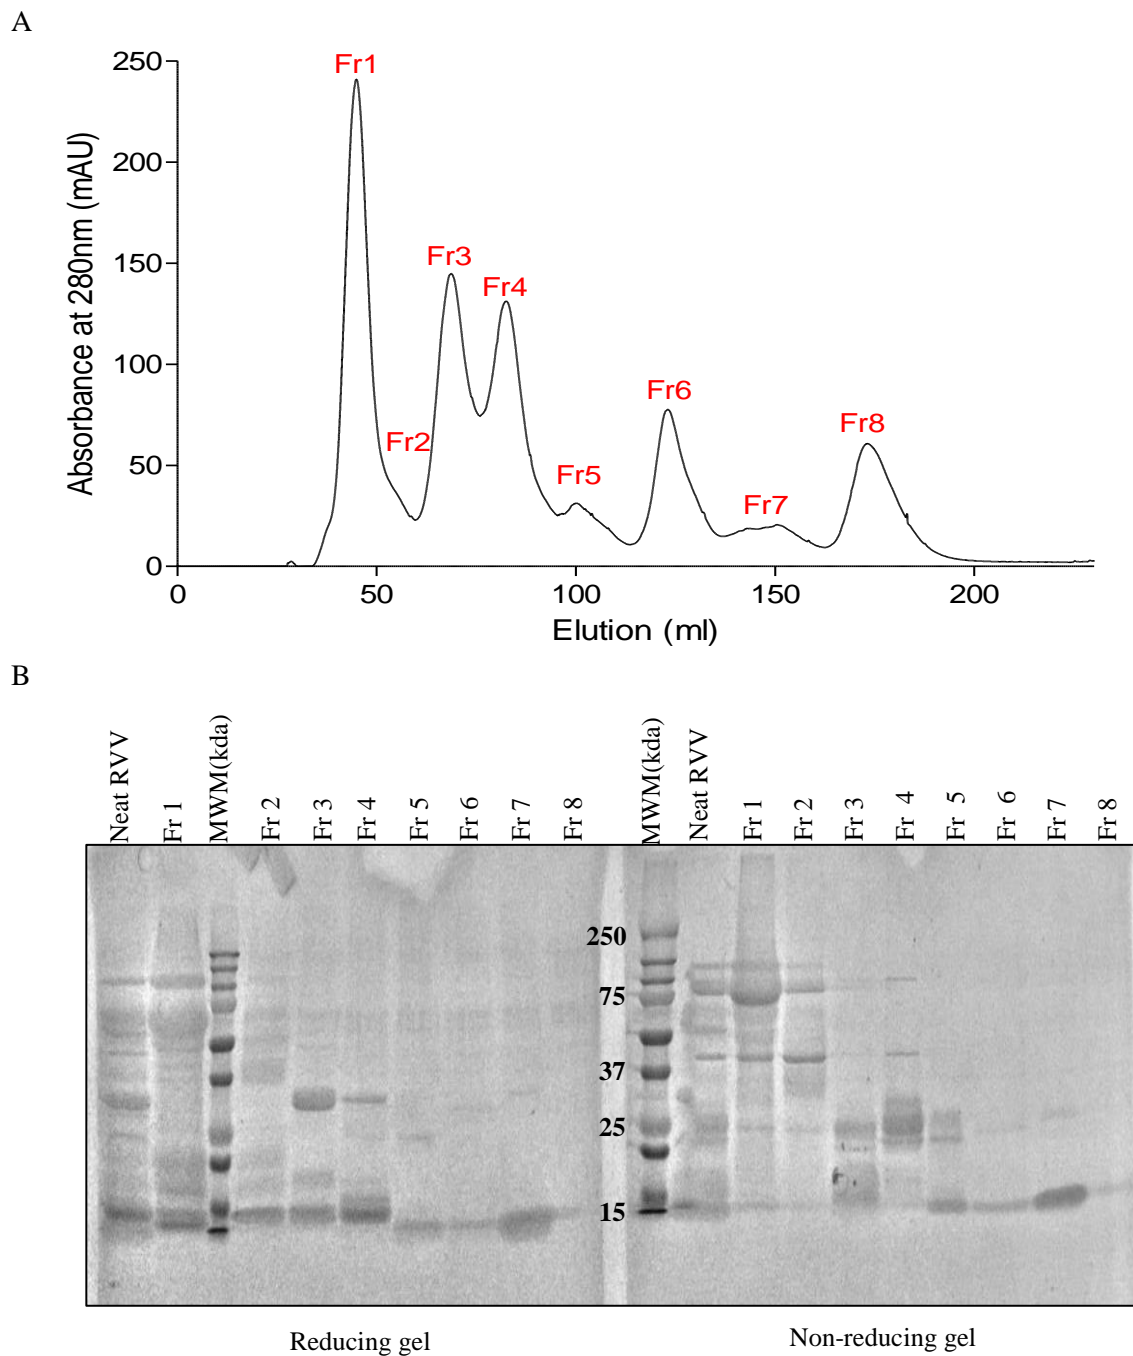 A
Absorbance at 280nm (mAU)
250
200
150
100
50
0
Fr1
Fr2
Fr3
Fr4
Fr5
Fr6
Fr7
Fr8
0 50 100 150 200
Elution (ml)
B
Neat RVV
Fr 1
MWM(kda)
Fr 2
Fr 3
Fr 4
Fr 5
Fr 6
Fr 7
Fr 8
MWM(kda)
Neat RVV
Fr 1
Fr 2
Fr 3
Fr 4
Fr 5
Fr 6
Fr 7
Fr 8
250
75
37
25
15
Reducing gel
Non-reducing gel